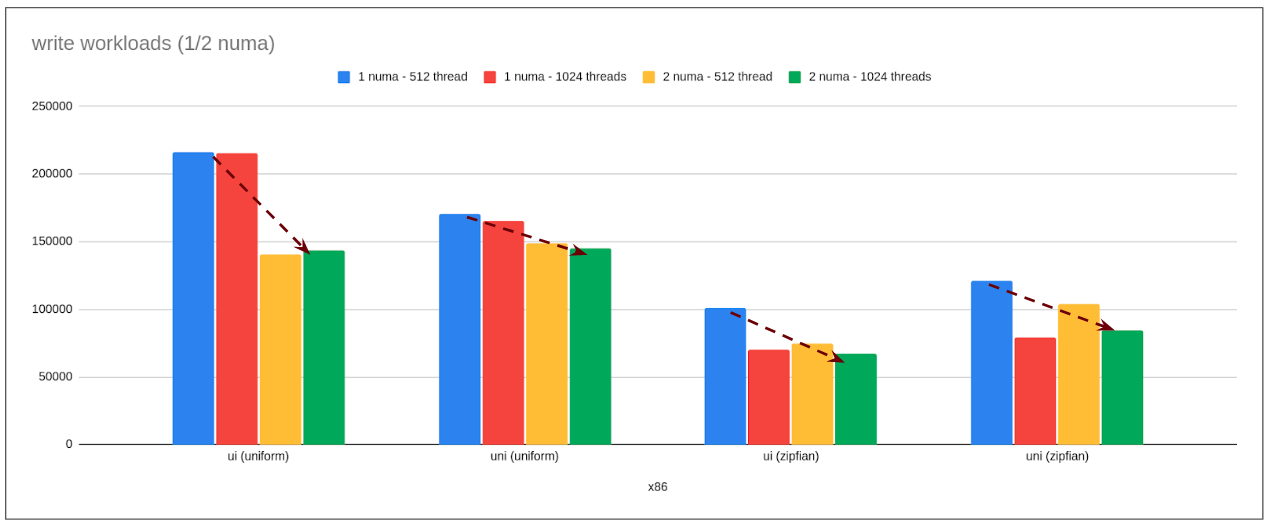 write workloads (1/2 numa)
1 numa - 512 thread 1 numa - 1024 threads 2 numa - 512 thread 2 numa - 1024 threads
250000
200000
150000
100000
50000
0
ui (uniform) uni (uniform) ui (zipfian) uni (zipfian)
x86